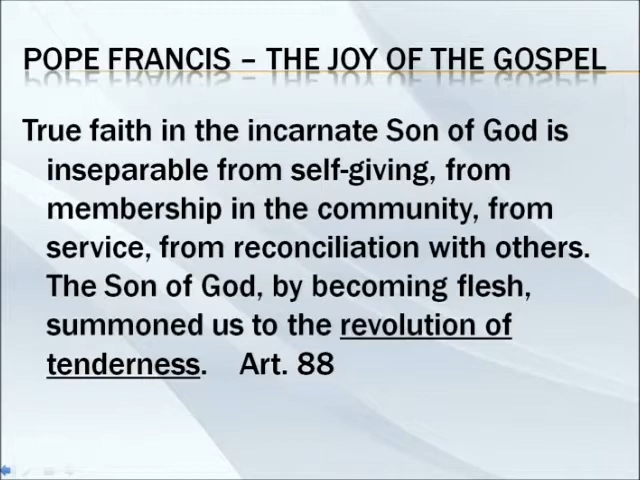 POPE FRANCIS – THE JOY OF THE GOSPEL
True faith in the incarnate Son of God is
inseparable from self-giving, from
membership in the community, from
service, from reconciliation with others.
The Son of God, by becoming flesh,
summoned us to the revolution of
tenderness. Art. 88